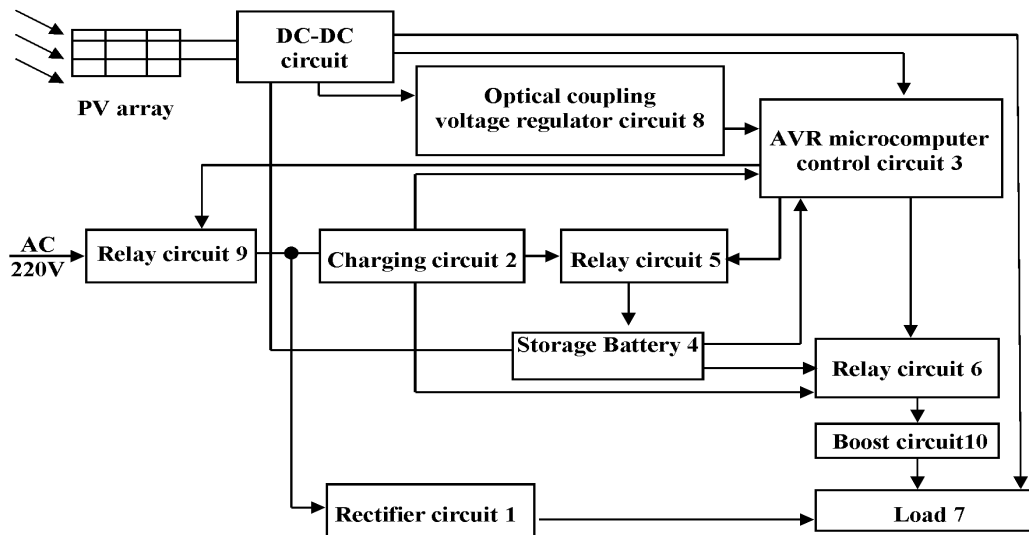 DC-DC
circuit
PV array
Optical coupling
voltage regulator circuit 8
AVR microcomputer
control circuit 3
AC
220V
Relay circuit 9
Charging circuit 2
Relay circuit 5
Storage Battery 4
Relay circuit 6
Boost circuit10
Rectifier circuit 1
Load 7